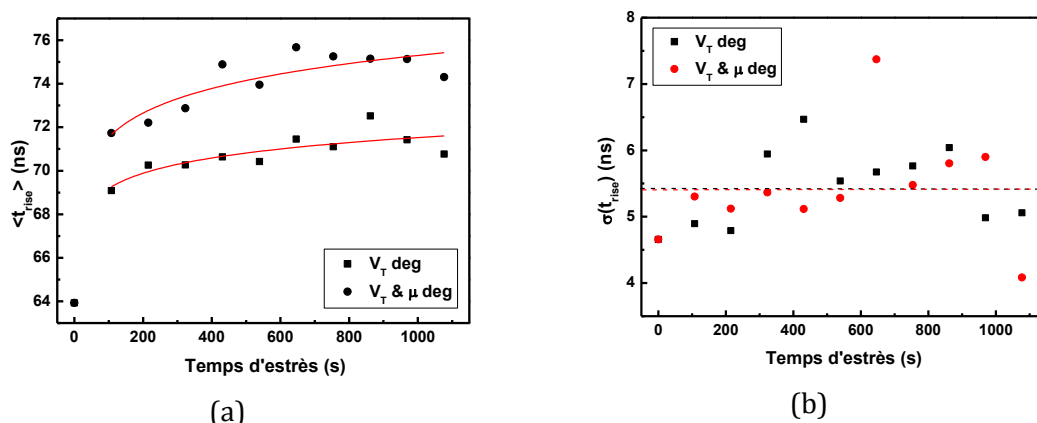 76
74
72
70
68
66
64
<t_rise> (ns)
0 200 400 600 800 1000
Temps d'estrès (s)
V_T deg
V_T & μ deg
(a)
8
7
6
5
4
σ(t_rise) (ns)
0 200 400 600 800 1000
Temps d'estrès (s)
V_T deg
V_T & μ deg
(b)